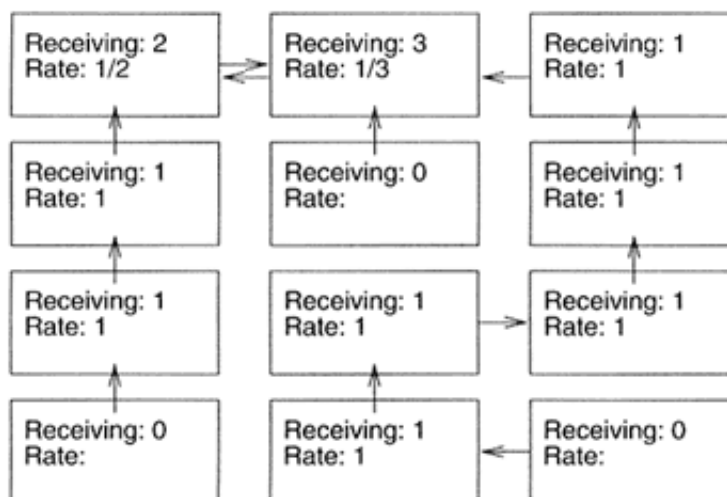 Receiving: 2
Rate: 1/2
Receiving: 3
Rate: 1/3
Receiving: 1
Rate: 1
Receiving: 1
Rate: 1
Receiving: 0
Rate:
Receiving: 1
Rate: 1
Receiving: 1
Rate: 1
Receiving: 1
Rate: 1
Receiving: 1
Rate: 1
Receiving: 0
Rate:
Receiving: 1
Rate: 1
Receiving: 0
Rate: